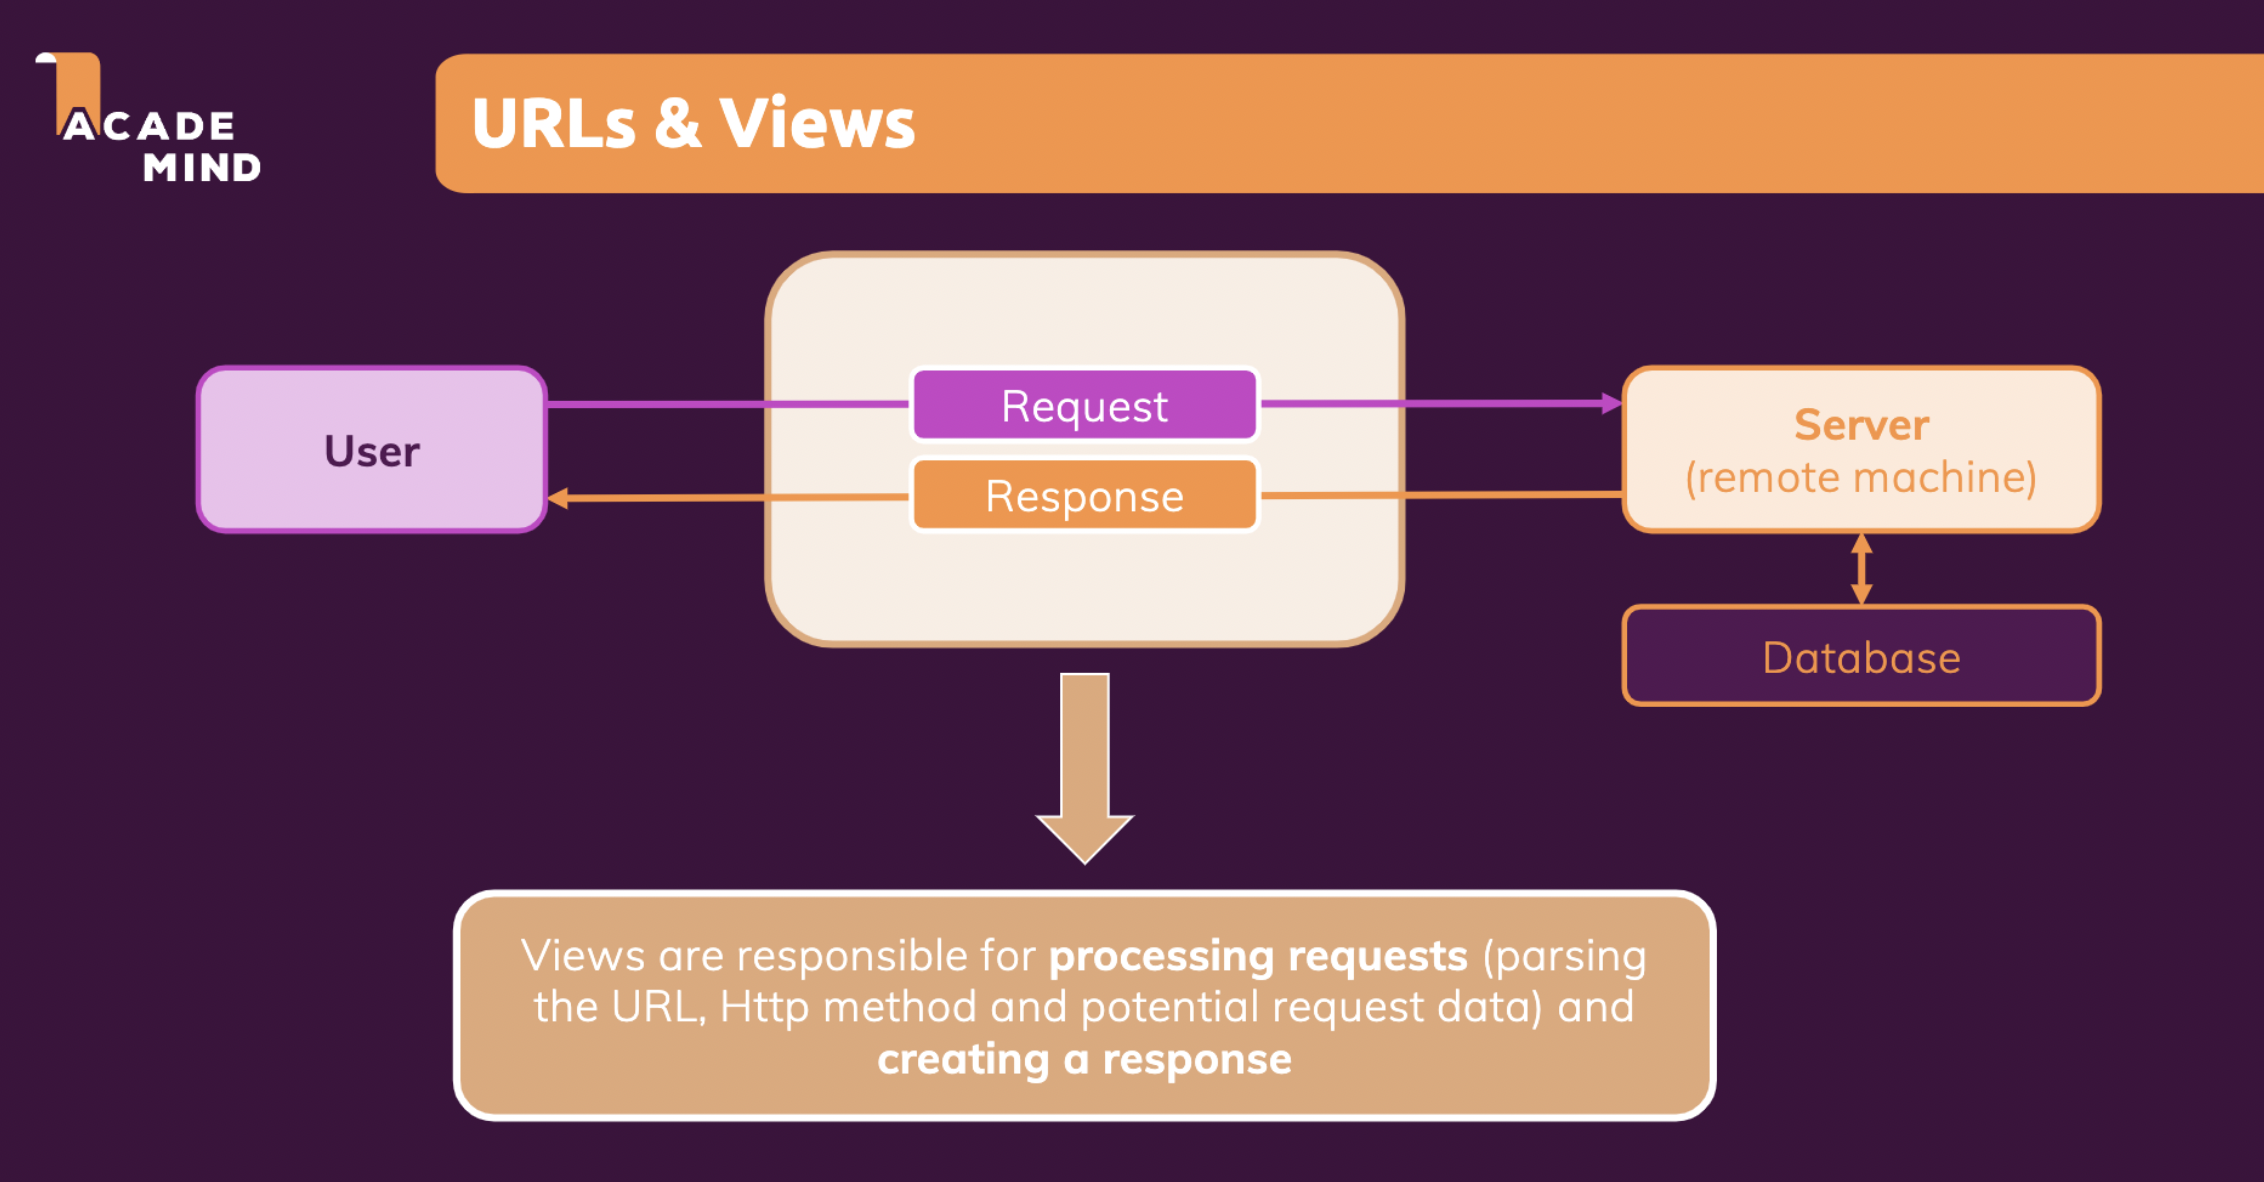 ACADE
MIND
URLs & Views
User
Request
Response
Server
(remote machine)
Database
Views are responsible for processing requests (parsing
the URL, Http method and potential request data) and
creating a response